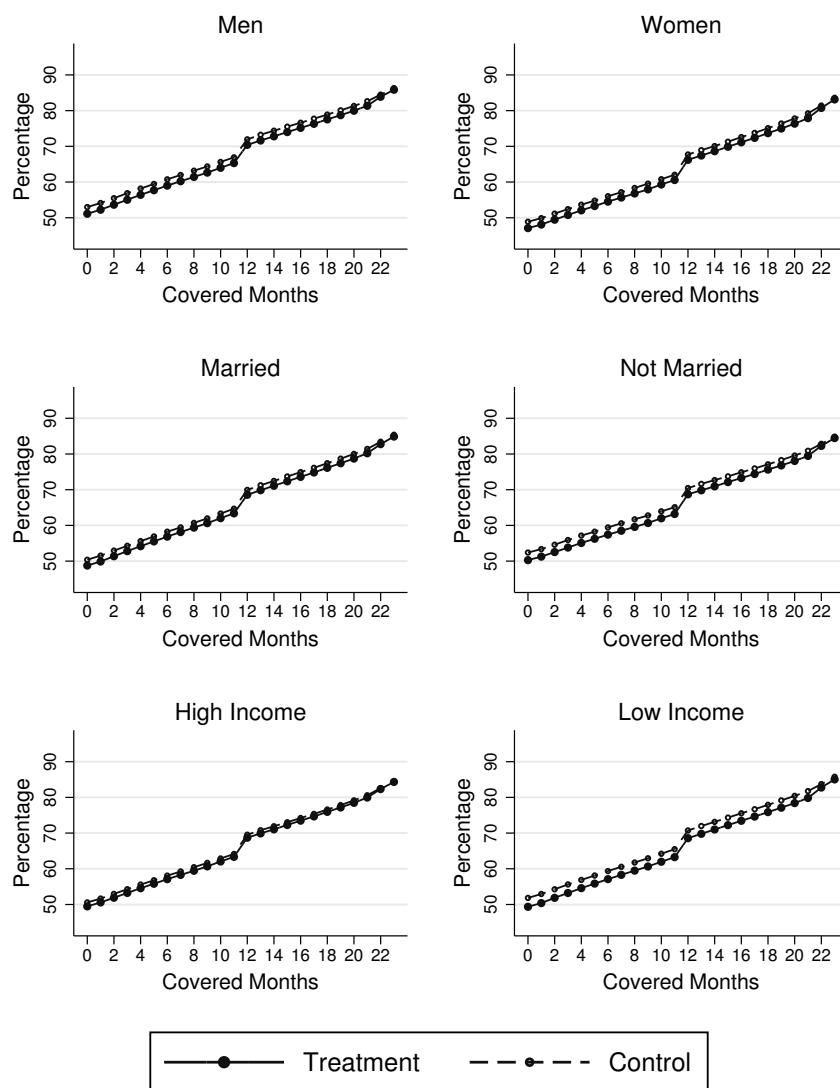 Men
Percentage
90
80
70
60
50
0 2 4 6 8 10 12 14 16 18 20 22
Covered Months
Women
Percentage
90
80
70
60
50
0 2 4 6 8 10 12 14 16 18 20 22
Covered Months
Married
Percentage
90
80
70
60
50
0 2 4 6 8 10 12 14 16 18 20 22
Covered Months
Not Married
Percentage
90
80
70
60
50
0 2 4 6 8 10 12 14 16 18 20 22
Covered Months
High Income
Percentage
90
80
70
60
50
0 2 4 6 8 10 12 14 16 18 20 22
Covered Months
Low Income
Percentage
90
80
70
60
50
0 2 4 6 8 10 12 14 16 18 20 22
Covered Months
Treatment Control